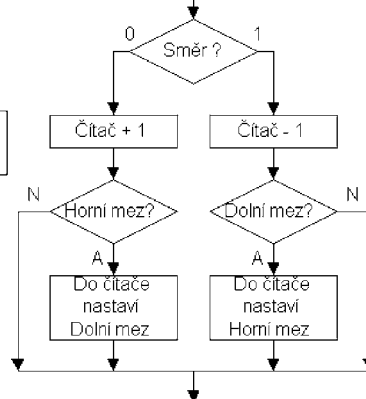 Směr ?
0
1
Čítač + 1
Čítač - 1
Horní mez?
N
A
Dolní mez?
N
A
Do čítače
nastaví
Dolní mez
Do čítače
nastaví
Horní mez